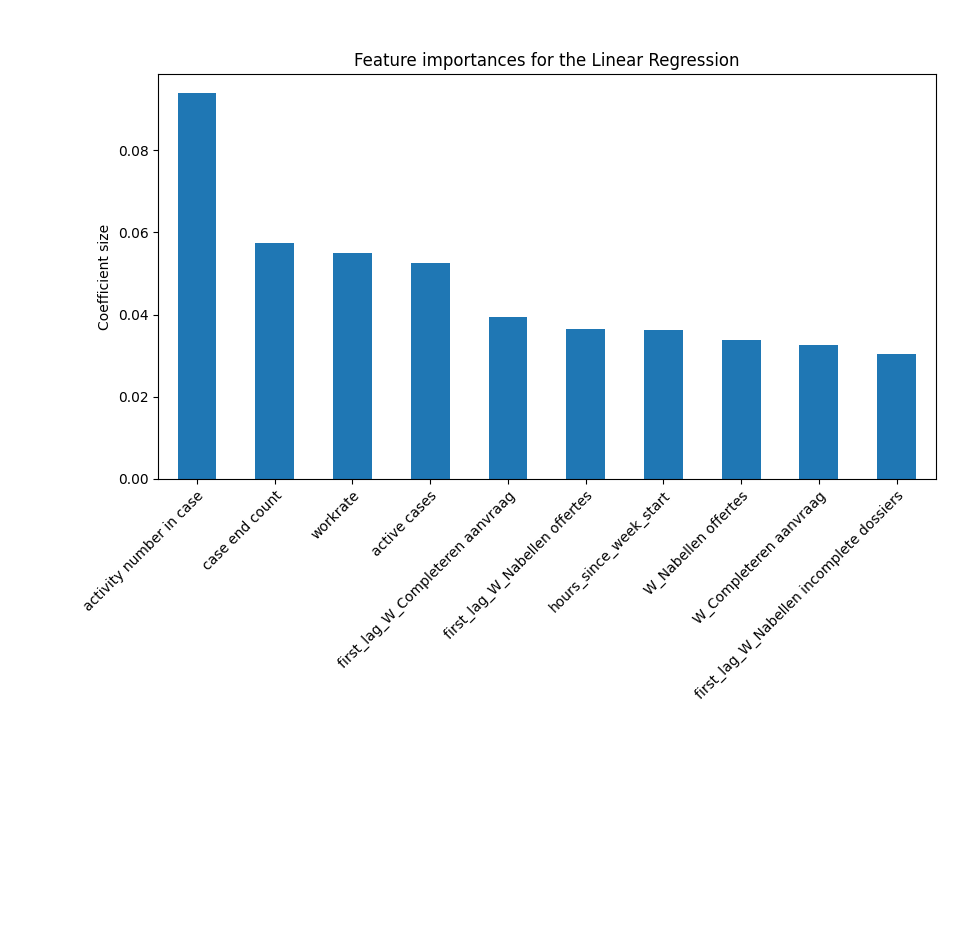 Feature importances for the Linear Regression
Coefficient size
0.08
0.06
0.04
0.02
0.00
activity number in case
case end count
workrate
active cases
first_lag_W_Completeren aanvraag
first_lag_W_Nabellen offertes
hours_since_week_start
W_Nabellen offertes
W_Completeren aanvraag
first_lag_W_Nabellen incomplete dossiers